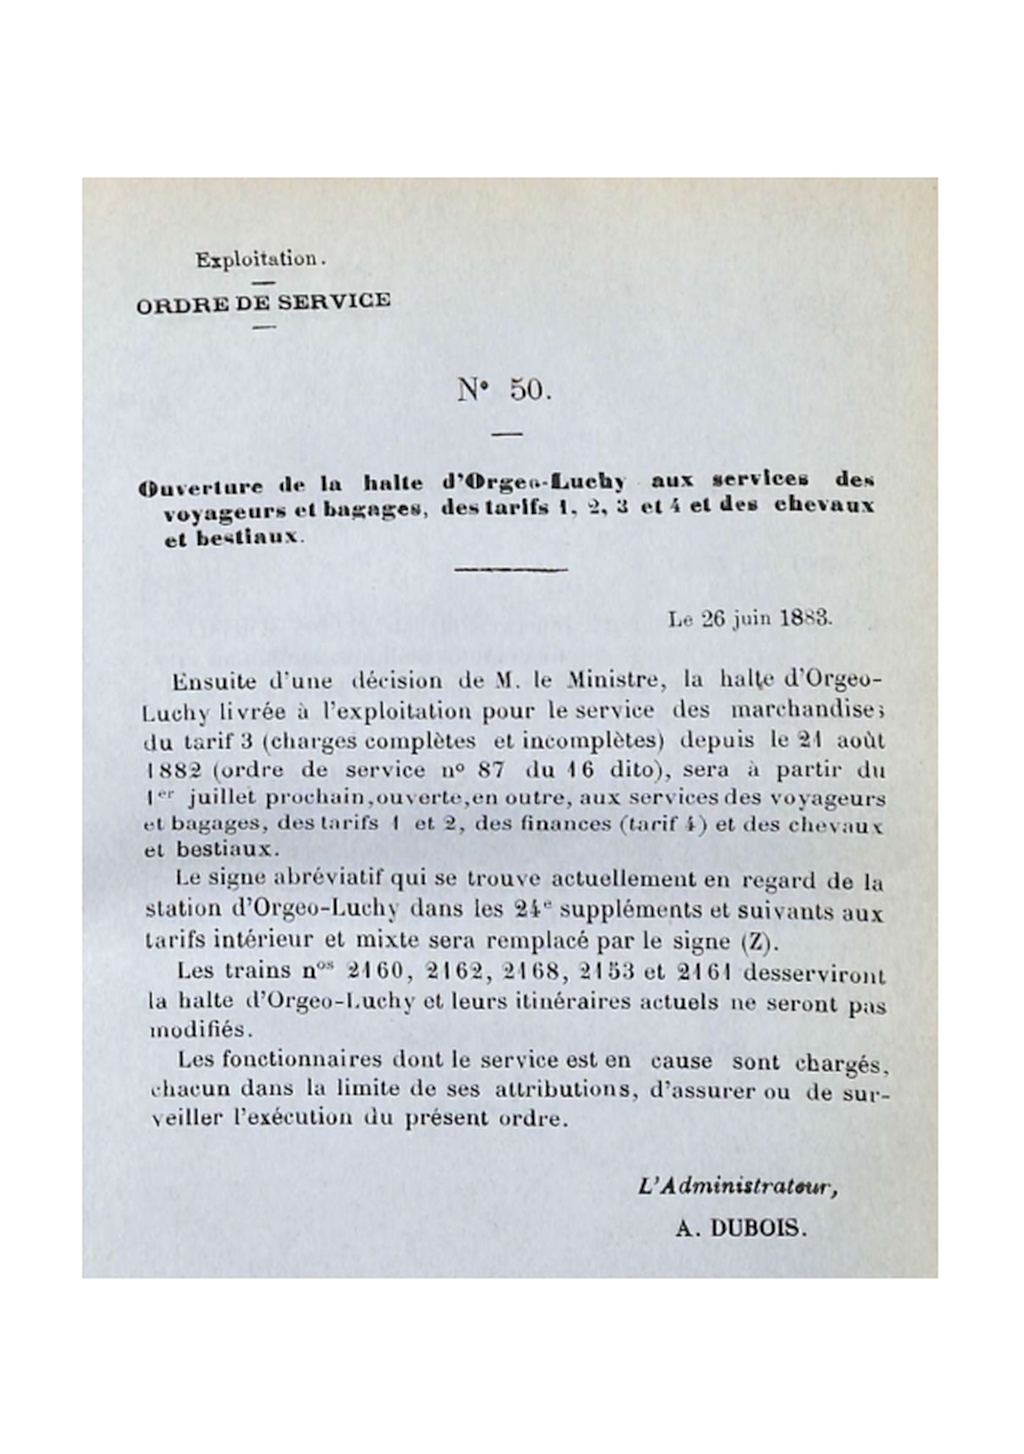 Exploitation.
ORDRE DE SERVICE
N° 50.
Ouverture de la halte d'Orgeo-Luchy aux services des
voyageurs et bagages, des tarifs 1, 2, 3 et 4 et des chevaux
et bestiaux.
Le 26 juin 1883.
Ensuite d'une décision de M. le Ministre, la halte d'Orgeo-
Luchy livrée à l'exploitation pour le service des marchandises
du tarif 3 (charges complètes et incomplètes) depuis le 21 août
1882 (ordre de service n° 87 du 16 dito), sera à partir du
1er juillet prochain, ouverte, en outre, aux services des voyageurs
et bagages, des tarifs 1 et 2, des finances (tarif 4) et des chevaux
et bestiaux.
Le signe abréviatif qui se trouve actuellement en regard de la
station d'Orgeo-Luchy dans les 24e suppléments et suivants aux
tarifs intérieur et mixte sera remplacé par le signe (Z).
Les trains nos 2160, 2162, 2168, 2153 et 2161 desserviront
la halte d'Orgeo-Luchy et leurs itinéraires actuels ne seront pas
modifiés.
Les fonctionnaires dont le service est en cause sont chargés,
chacun dans la limite de ses attributions, d'assurer ou de sur-
veiller l'exécution du présent ordre.
L'Administrateur,
A. DUBOIS.